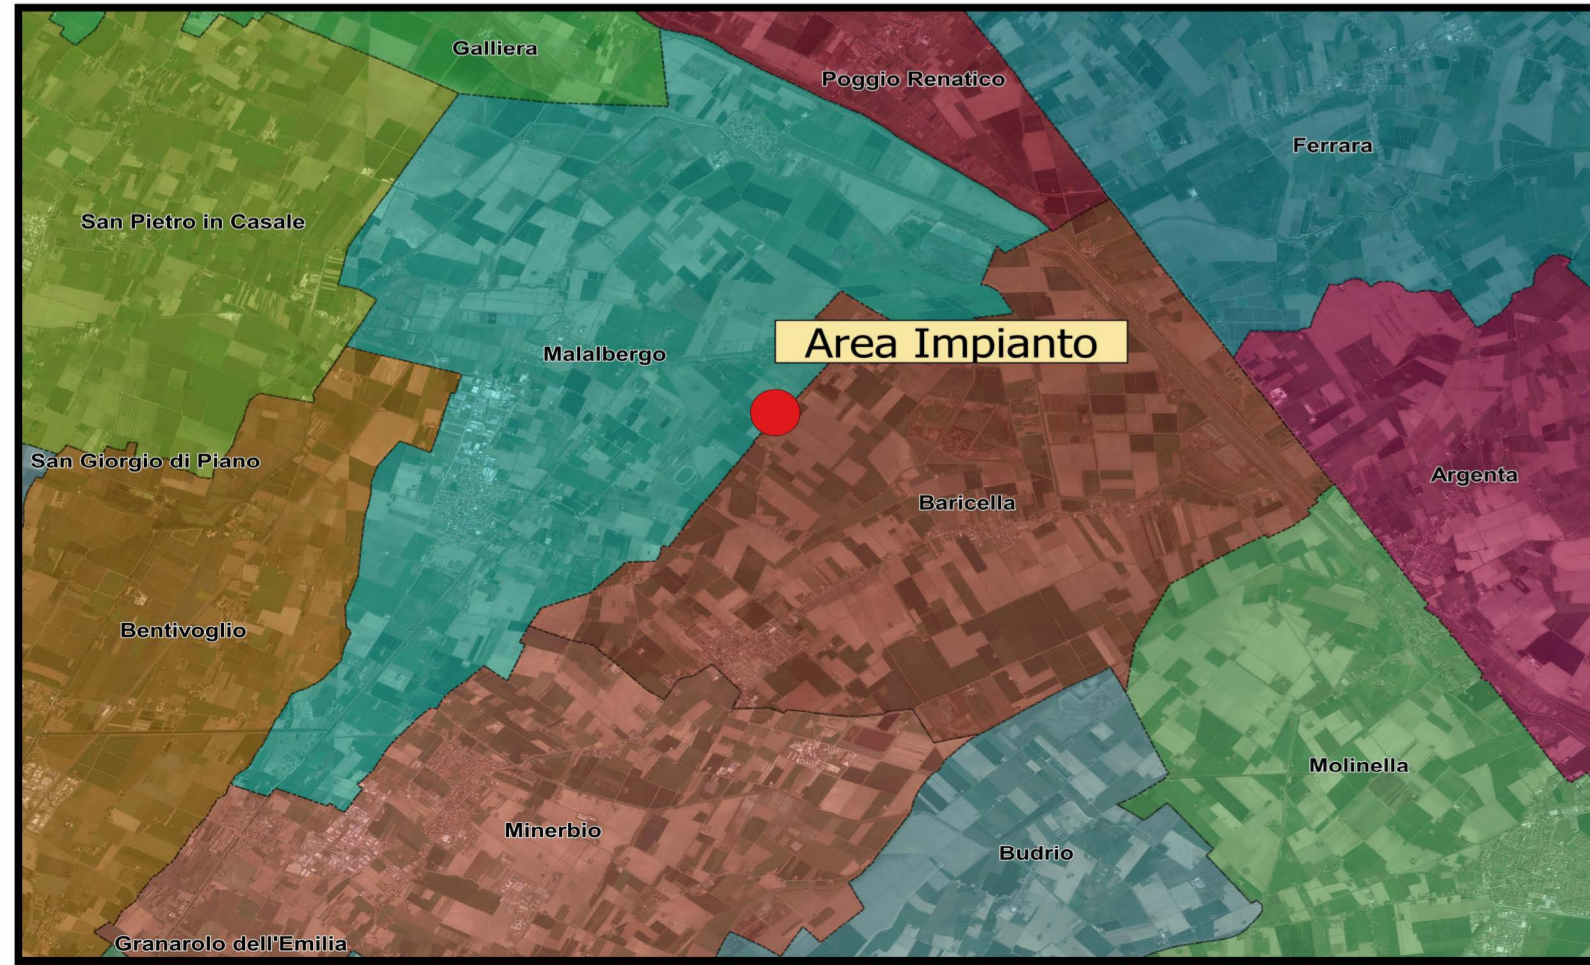 Galliera
Poggio Renatico
Ferrara
San Pietro in Casale
Area Impianto
Malalbergo
San Giorgio di Piano
Argenta
Baricella
Bentivoglio
Molinella
Minerbio
Budrio
Granarolo dell'Emilia